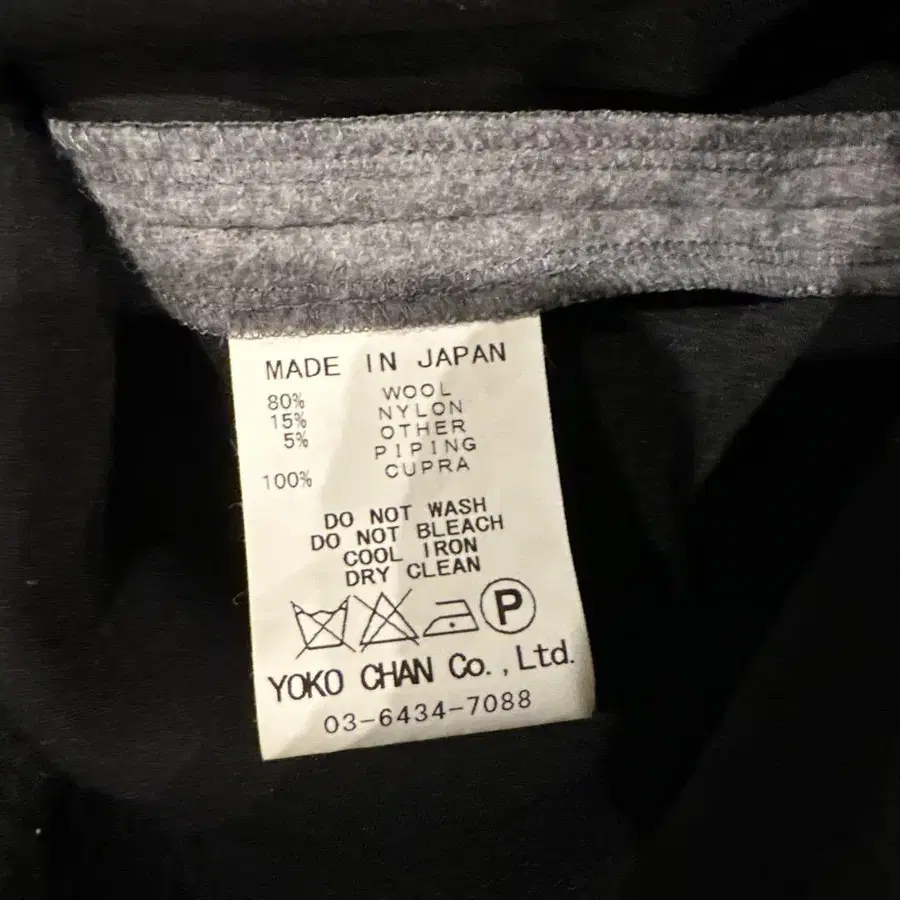 MADE IN JAPAN
80% WOOL
15% NYLON
5% OTHER
PIPING
100% CUPRA
DO NOT WASH
DO NOT BLEACH
COOL IRON
DRY CLEAN
P
YOKO CHAN Co.,Ltd.
03-6434-7088